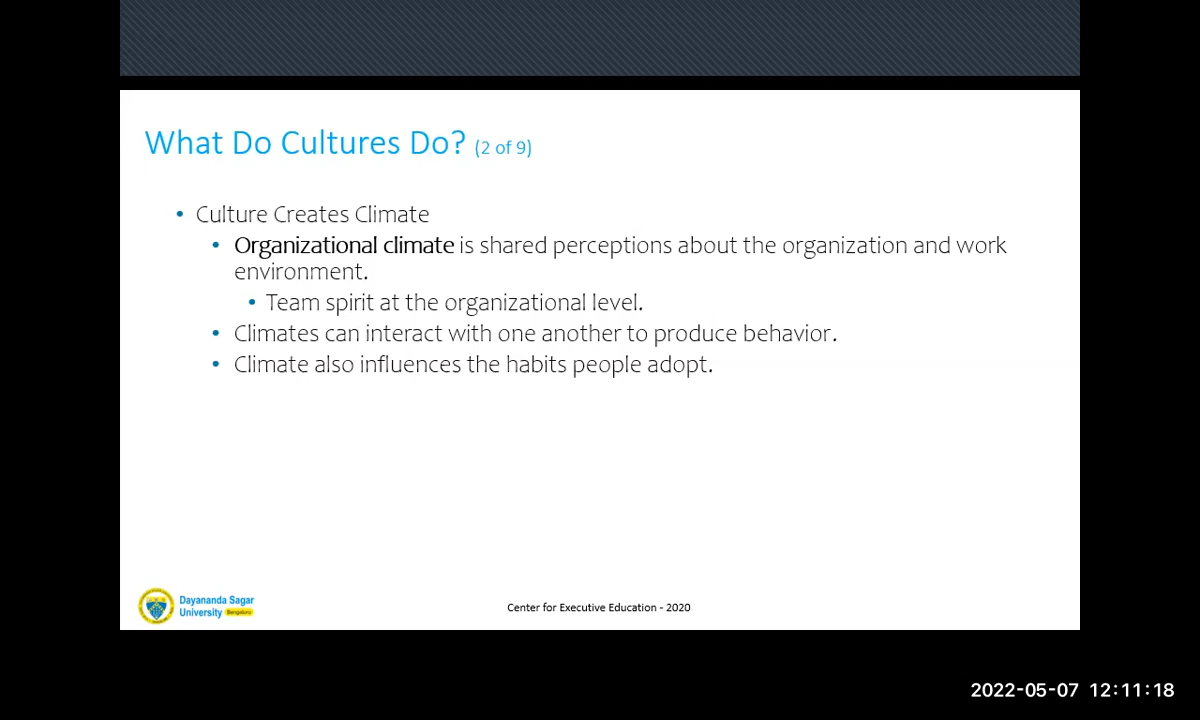 What Do Cultures Do? (2 of 9)
• Culture Creates Climate
• Organizational climate is shared perceptions about the organization and work
environment.
• Team spirit at the organizational level.
• Climates can interact with one another to produce behavior.
• Climate also influences the habits people adopt.
Dayananda Sagar
University Bengaluru
Center for Executive Education - 2020
2022-05-07 12:11:18